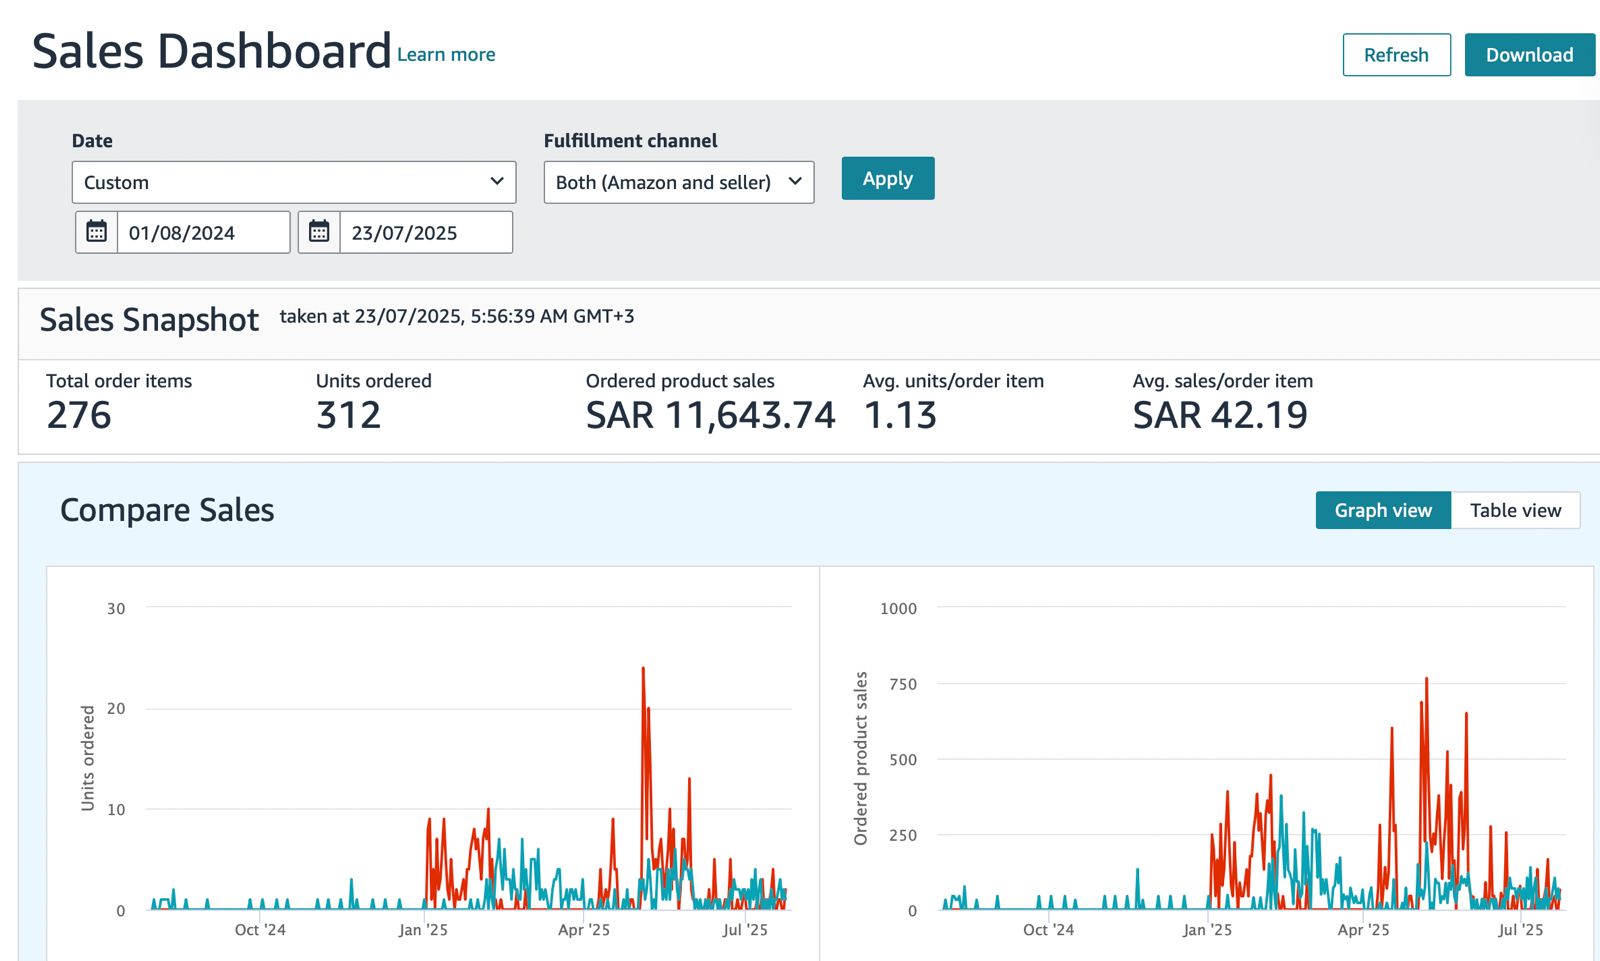 Sales Dashboard Learn more
Refresh
Download
Date
Fulfillment channel
Custom
Both (Amazon and seller)
Apply
01/08/2024
23/07/2025
Sales Snapshot taken at 23/07/2025, 5:56:39 AM GMT+3
Total order items
276
Units ordered
312
Ordered product sales
SAR 11,643.74
Avg. units/order item
1.13
Avg. sales/order item
SAR 42.19
Compare Sales
Graph view
Table view
Units ordered
30
20
10
0
Oct '24
Jan '25
Apr '25
Jul '25
Ordered product sales
1000
750
500
250
0
Oct '24
Jan '25
Apr '25
Jul '25